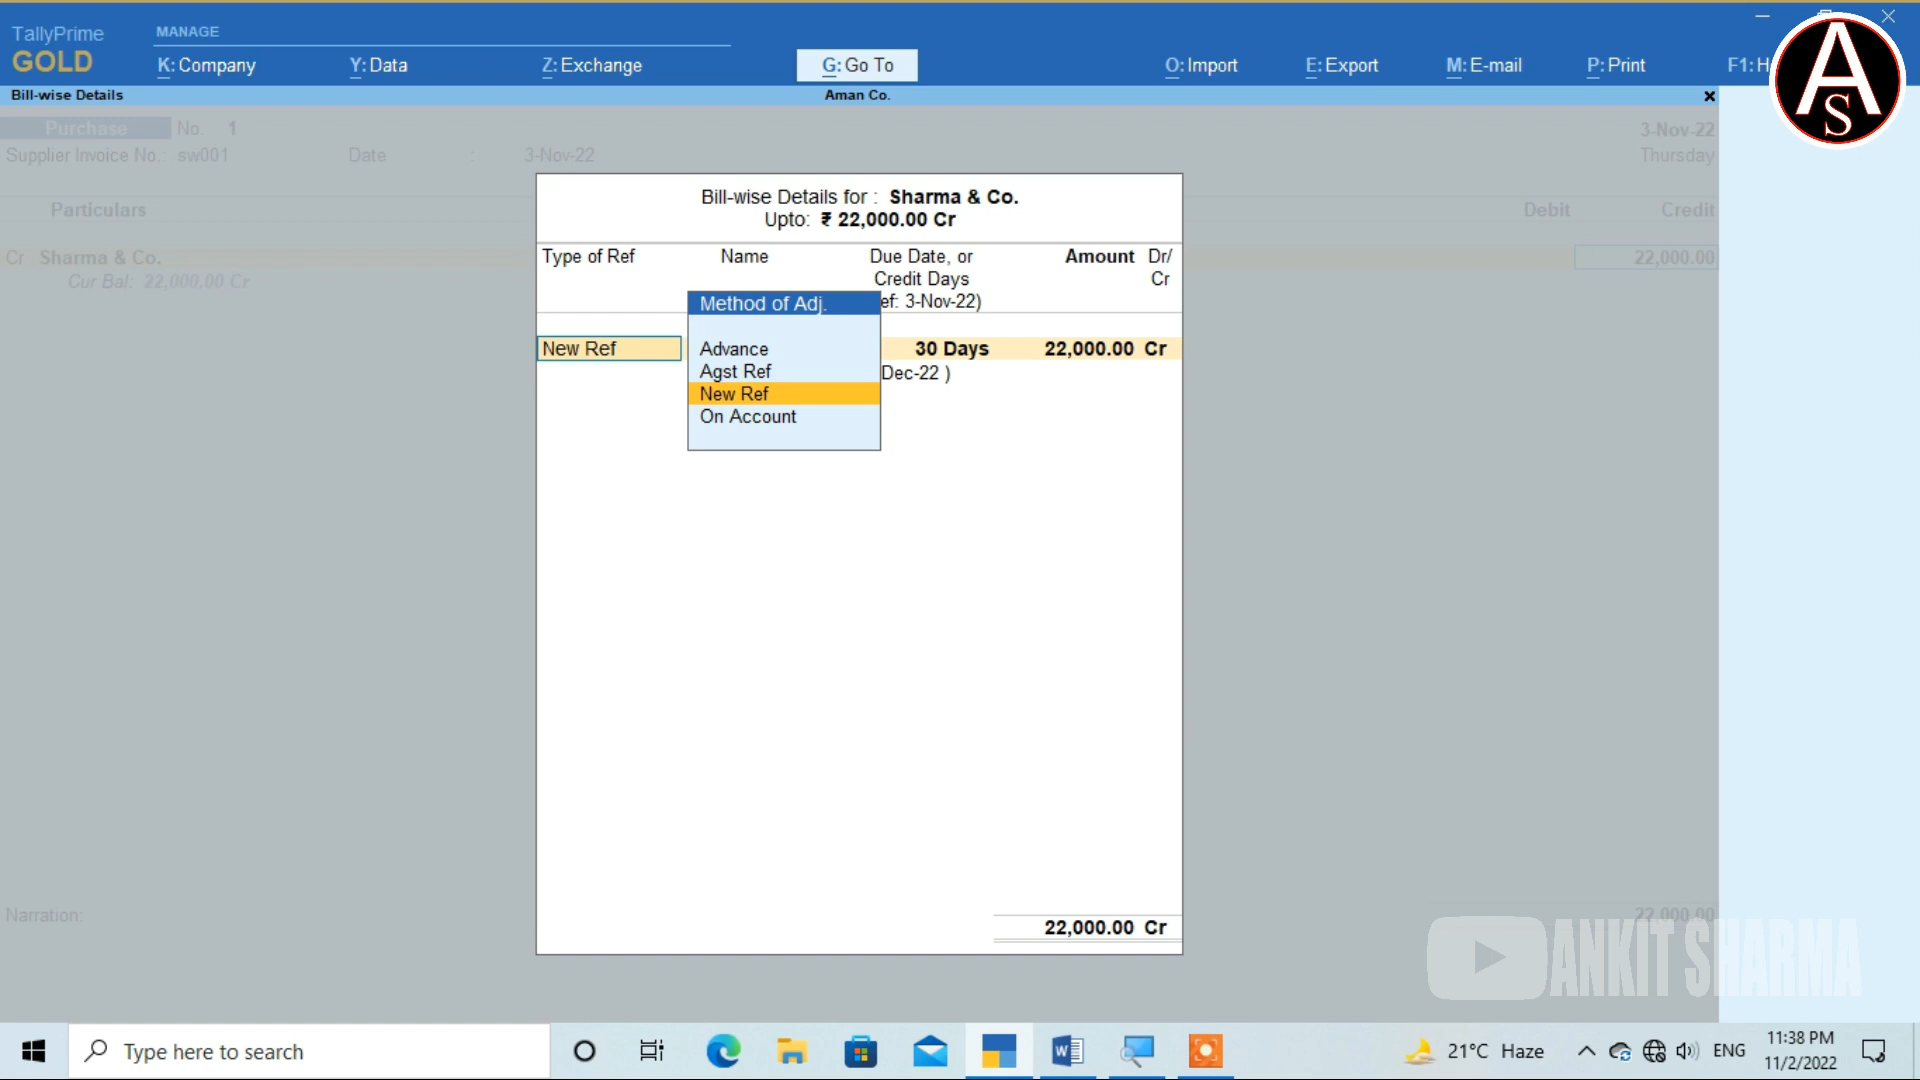 TallyPrime
GOLD
MANAGE
K: Company
Y: Data
Z: Exchange
G: Go To
O: Import
E: Export
M: E-mail
P: Print
F1: H
AS
Bill-wise Details
Aman Co.
Purchase No. 1
3-Nov-22
Supplier Invoice No.: sw001 Date : 3-Nov-22
Thursday
Particulars
Debit Credit
Cr Sharma & Co.
22,000.00
Cur Bal: 22,000.00 Cr
Bill-wise Details for : Sharma & Co.
Upto: ₹ 22,000.00 Cr
Type of Ref Name Due Date, or Amount Dr/
Credit Days Cr
ef: 3-Nov-22)
Method of Adj.
New Ref 30 Days 22,000.00 Cr
Dec-22 )
Advance
Agst Ref
New Ref
On Account
22,000.00 Cr
Narration:
22,000.00
ANKIT SHARMA
Type here to search
21°C Haze
ENG
11:38 PM
11/2/2022